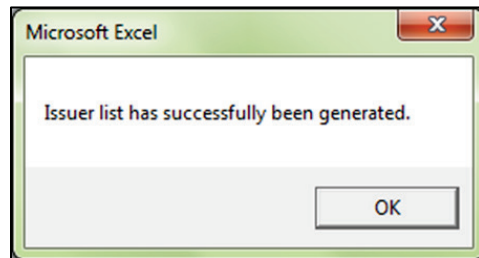 Microsoft Excel
Issuer list has successfully been generated.
OK